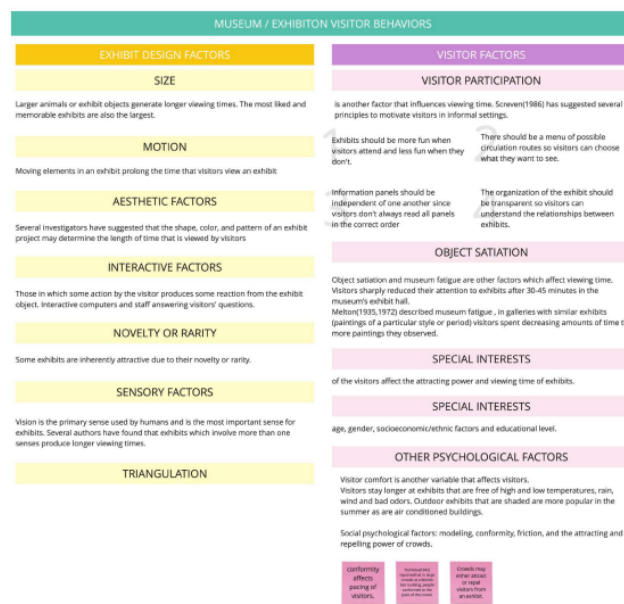 MUSEUM / EXHIBITON VISITOR BEHAVIORS
EXHIBIT DESIGN FACTORS
SIZE
Larger animals or exhibit objects generate longer viewing times. The most liked and
memorable exhibits are also the largest.
MOTION
Moving elements in an exhibit prolong the time that visitors view an exhibit
AESTHETIC FACTORS
Several investigators have suggested that the shape, color, and pattern of an exhibit
project may determine the length of time that is viewed by visitors
INTERACTIVE FACTORS
Those in which some action by the visitor produces some reaction from the exhibit
object. Interactive computers and staff answering visitors' questions.
NOVELTY OR RARITY
Some exhibits are inherently attractive due to their novelty or rarity.
SENSORY FACTORS
Vision is the primary sense used by humans and is the most important sense for
exhibits. Several authors have found that exhibits which involve more than one
senses produce longer viewing times.
TRIANGULATION
VISITOR FACTORS
VISITOR PARTICIPATION
is another factor that influences viewing time. Screven(1986) has suggested several
principles to motivate visitors in informal settings.
1
Exhibits should be more fun when
visitors attend and less fun when they
don't.
2
There should be a menu of possible
circulation routes so visitors can choose
what they want to see.
3
Information panels should be
independent of one another since
visitors don't always read all panels
in the correct order
The organization of the exhibit should
be transparent so visitors can
understand the relationships between
exhibits.
OBJECT SATIATION
Object satiation and museum fatigue are other factors which affect viewing time.
Visitors sharply reduced their attention to exhibits after 30-45 minutes in the
museum's exhibit hall.
Melton(1935,1972) described museum fatigue , in galleries with similar exhibits
(paintings of a particular style or period) visitors spent decreasing amounts of time t
more paintings they observed.
SPECIAL INTERESTS
of the visitors affect the attracting power and viewing time of exhibits.
SPECIAL INTERESTS
age, gender, socioeconomic/ethnic factors and educational level.
OTHER PSYCHOLOGICAL FACTORS
Visitor comfort is another variable that affects visitors.
Visitors stay longer at exhibits that are free of high and low temperatures, rain,
wind and bad odors. Outdoor exhibits that are shaded are more popular in the
summer as are air conditioned buildings.
Social psychological factors: modeling, conformity, friction, and the attracting and
repelling power of crowds.
conformity
affects
pacing of
visitors.
Crowds may
either attract
or repal
visitors from
an exhibit.